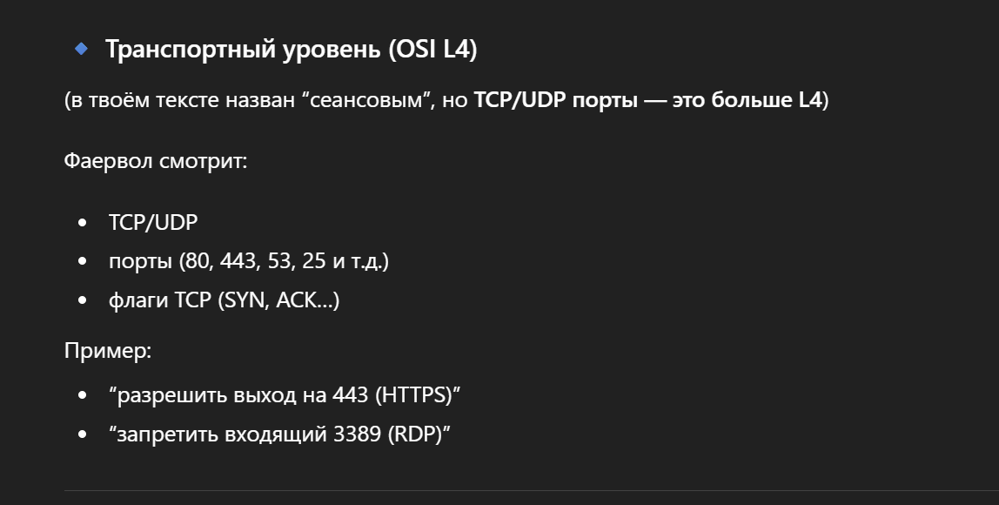 Транспортный уровень (OSI L4)
(в твоём тексте назван “сеансовым”, но TCP/UDP порты — это больше L4)
Фаервол смотрит:
• TCP/UDP
• порты (80, 443, 53, 25 и т.д.)
• флаги TCP (SYN, ACK…)
Пример:
• “разрешить выход на 443 (HTTPS)”
• “запретить входящий 3389 (RDP)”